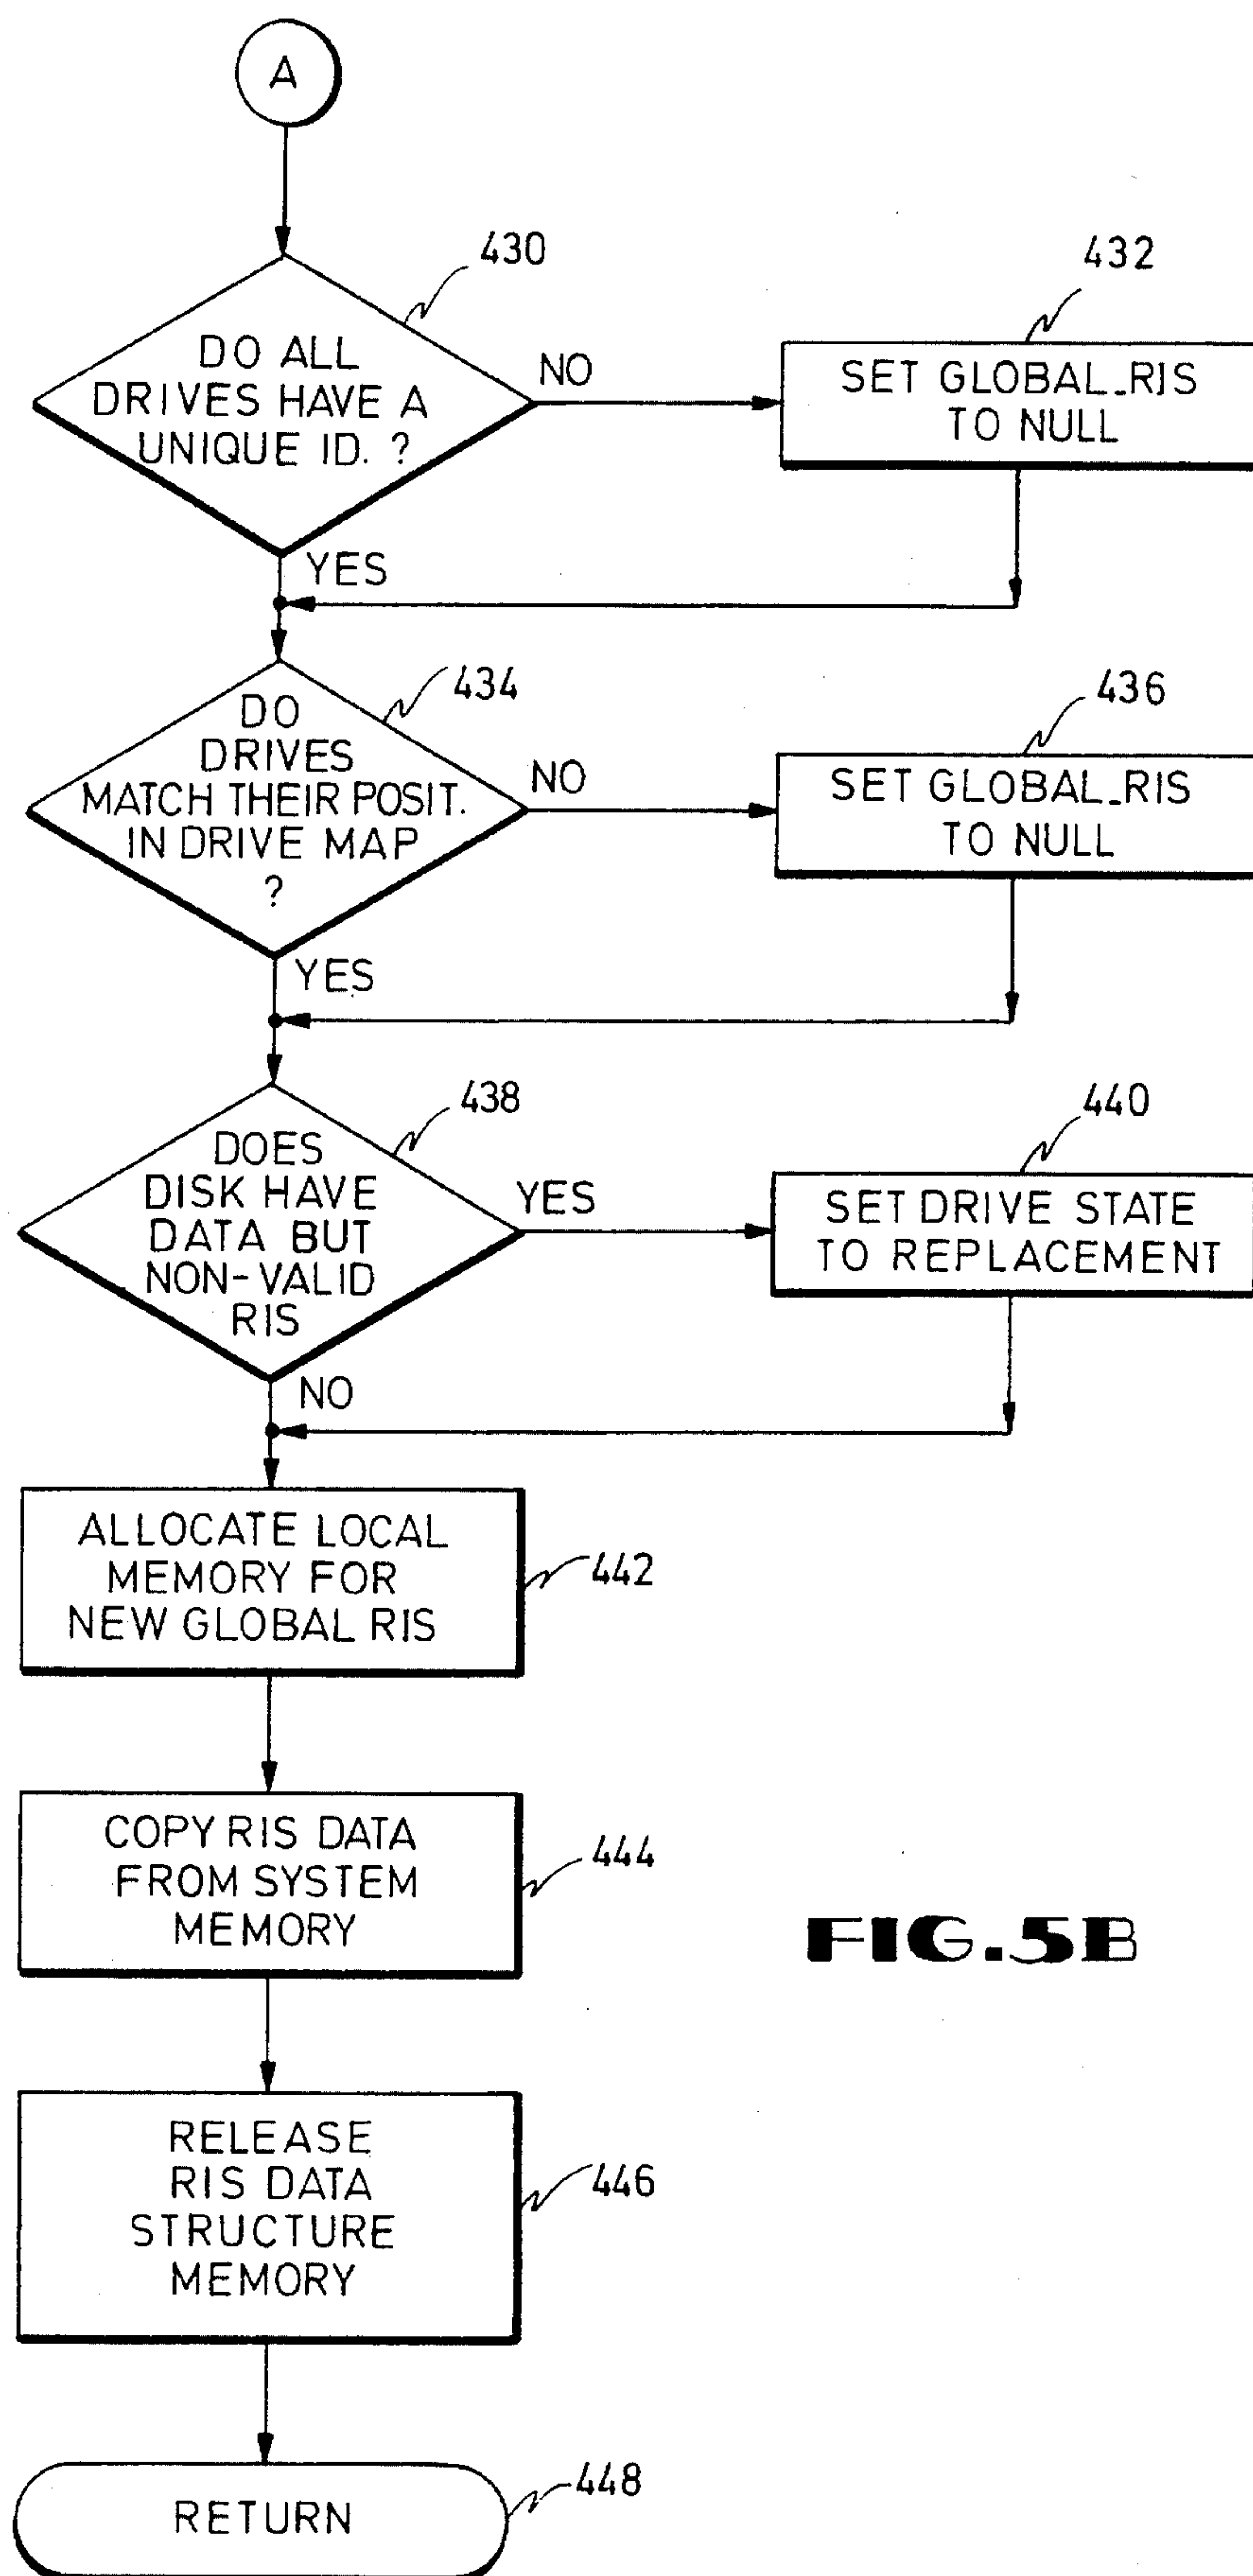 A
430
DO ALL
DRIVES HAVE A
UNIQUE ID. ?
NO
432
SET GLOBAL_RIS
TO NULL
YES
434
DO
DRIVES
MATCH THEIR POSIT.
IN DRIVE MAP
?
NO
436
SET GLOBAL_RIS
TO NULL
YES
438
DOES
DISK HAVE
DATA BUT
NON-VALID
RIS
YES
440
SET DRIVE STATE
TO REPLACEMENT
NO
ALLOCATE LOCAL
MEMORY FOR
NEW GLOBAL RIS
442
COPY RIS DATA
FROM SYSTEM
MEMORY
444
FIG.5B
RELEASE
RIS DATA
STRUCTURE
MEMORY
446
RETURN
448